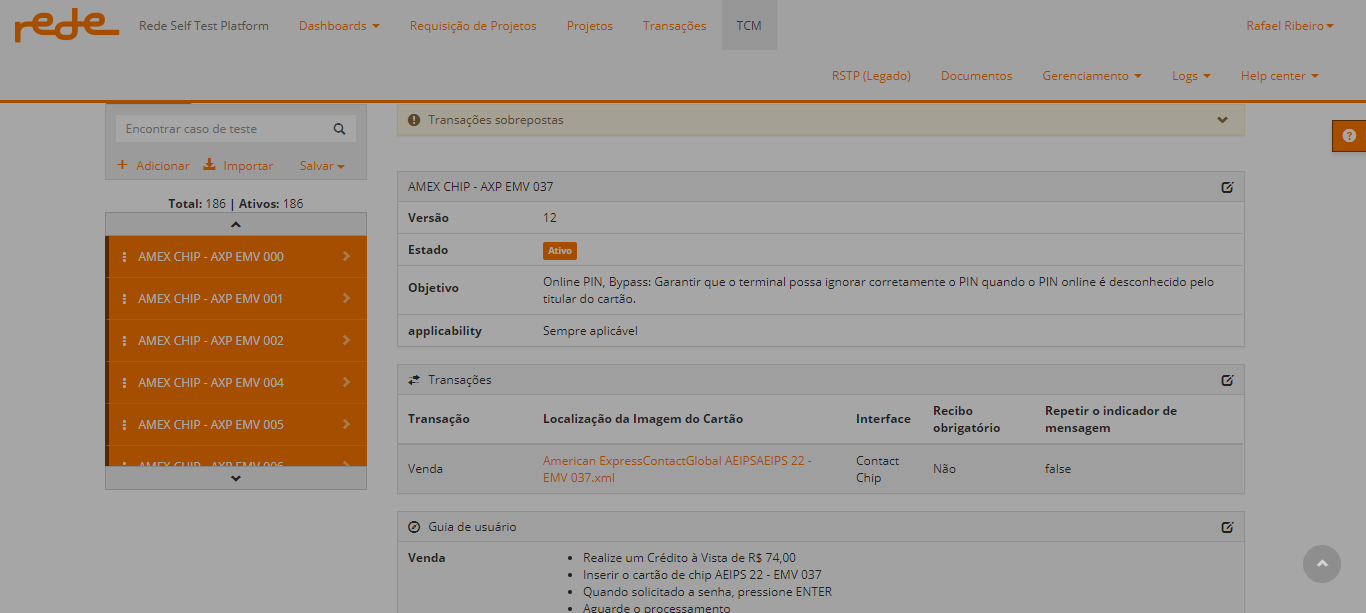 rede Rede Self Test Platform Dashboards Requisição de Projetos Projetos Transações TCM Rafael Ribeiro
RSTP (Legado) Documentos Gerenciamento Logs Help center
Encontrar caso de teste
+ Adicionar Importar Salvar
Total: 186 | Ativos: 186
AMEX CHIP - AXP EMV 000
AMEX CHIP - AXP EMV 001
AMEX CHIP - AXP EMV 002
AMEX CHIP - AXP EMV 004
AMEX CHIP - AXP EMV 005
AMEX CHIP - AXP EMV 006
Transações sobrepostas
AMEX CHIP - AXP EMV 037
Versão 12
Estado Ativo
Objetivo Online PIN, Bypass: Garantir que o terminal possa ignorar corretamente o PIN quando o PIN online é desconhecido pelo
titular do cartão.
applicability Sempre aplicável
Transações
Transação Localização da Imagem do Cartão Interface Recibo obrigatório Repetir o indicador de mensagem
Venda American ExpressContactGlobal AEIPSAEIPS 22 - EMV 037.xml Contact Chip Não false
Guia de usuário
Venda
• Realize um Crédito à Vista de R$ 74,00
• Inserir o cartão de chip AEIPS 22 - EMV 037
• Quando solicitado a senha, pressione ENTER
• Aguarde o processamento